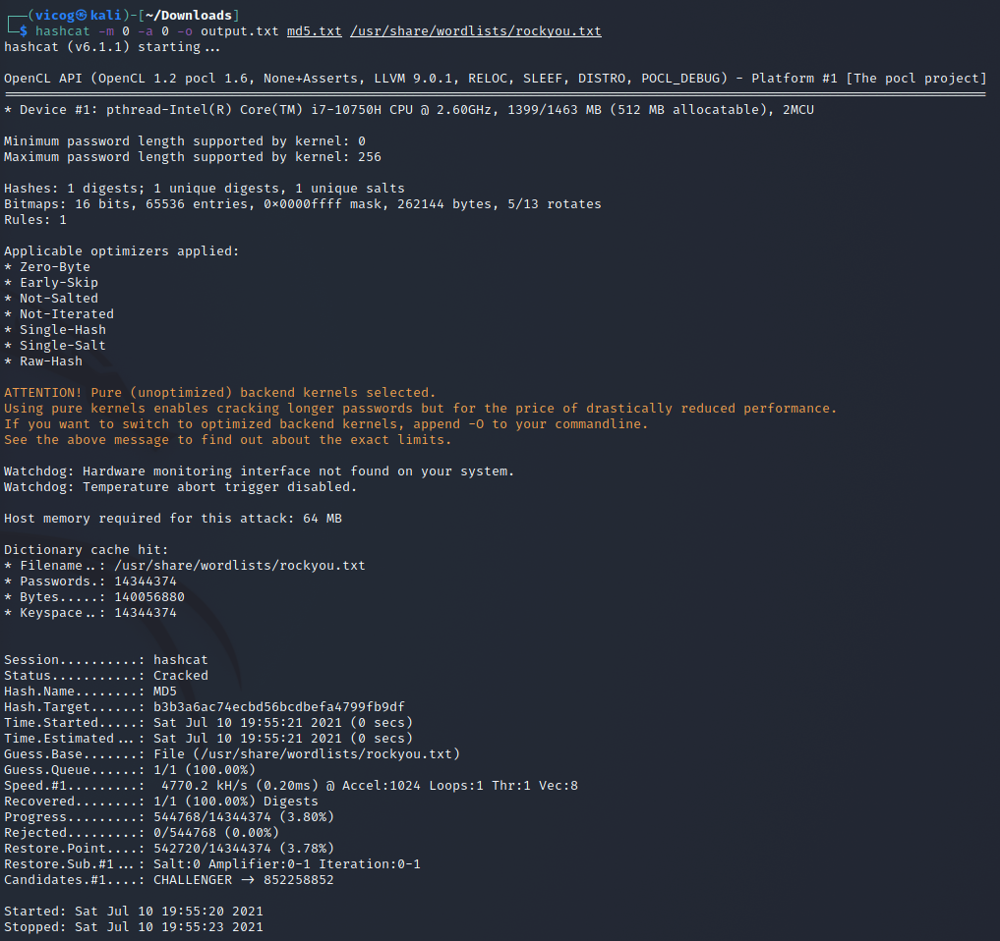 ┌──(vicog㉿kali)-[~/Downloads]
└─$ hashcat -m 0 -a 0 -o output.txt md5.txt /usr/share/wordlists/rockyou.txt
hashcat (v6.1.1) starting...
OpenCL API (OpenCL 1.2 pocl 1.6, None+Asserts, LLVM 9.0.1, RELOC, SLEEF, DISTRO, POCL_DEBUG) - Platform #1 [The pocl project]
* Device #1: pthread-Intel(R) Core(TM) i7-10750H CPU @ 2.60GHz, 1399/1463 MB (512 MB allocatable), 2MCU
Minimum password length supported by kernel: 0
Maximum password length supported by kernel: 256
Hashes: 1 digests; 1 unique digests, 1 unique salts
Bitmaps: 16 bits, 65536 entries, 0x0000ffff mask, 262144 bytes, 5/13 rotates
Rules: 1
Applicable optimizers applied:
* Zero-Byte
* Early-Skip
* Not-Salted
* Not-Iterated
* Single-Hash
* Single-Salt
* Raw-Hash
ATTENTION! Pure (unoptimized) backend kernels selected.
Using pure kernels enables cracking longer passwords but for the price of drastically reduced performance.
If you want to switch to optimized backend kernels, append -O to your commandline.
See the above message to find out about the exact limits.
Watchdog: Hardware monitoring interface not found on your system.
Watchdog: Temperature abort trigger disabled.
Host memory required for this attack: 64 MB
Dictionary cache hit:
* Filename..: /usr/share/wordlists/rockyou.txt
* Passwords.: 14344374
* Bytes.....: 140056880
* Keyspace..: 14344374
Session..........: hashcat
Status...........: Cracked
Hash.Name........: MD5
Hash.Target......: b3b3a6ac74ecbd56bcdbefa4799fb9df
Time.Started.....: Sat Jul 10 19:55:21 2021 (0 secs)
Time.Estimated...: Sat Jul 10 19:55:21 2021 (0 secs)
Guess.Base.......: File (/usr/share/wordlists/rockyou.txt)
Guess.Queue......: 1/1 (100.00%)
Speed.#1.........:  4770.2 kH/s (0.20ms) @ Accel:1024 Loops:1 Thr:1 Vec:8
Recovered........: 1/1 (100.00%) Digests
Progress.........: 544768/14344374 (3.80%)
Rejected.........: 0/544768 (0.00%)
Restore.Point....: 542720/14344374 (3.78%)
Restore.Sub.#1...: Salt:0 Amplifier:0-1 Iteration:0-1
Candidates.#1....: CHALLENGER -> 852258852
Started: Sat Jul 10 19:55:20 2021
Stopped: Sat Jul 10 19:55:23 2021